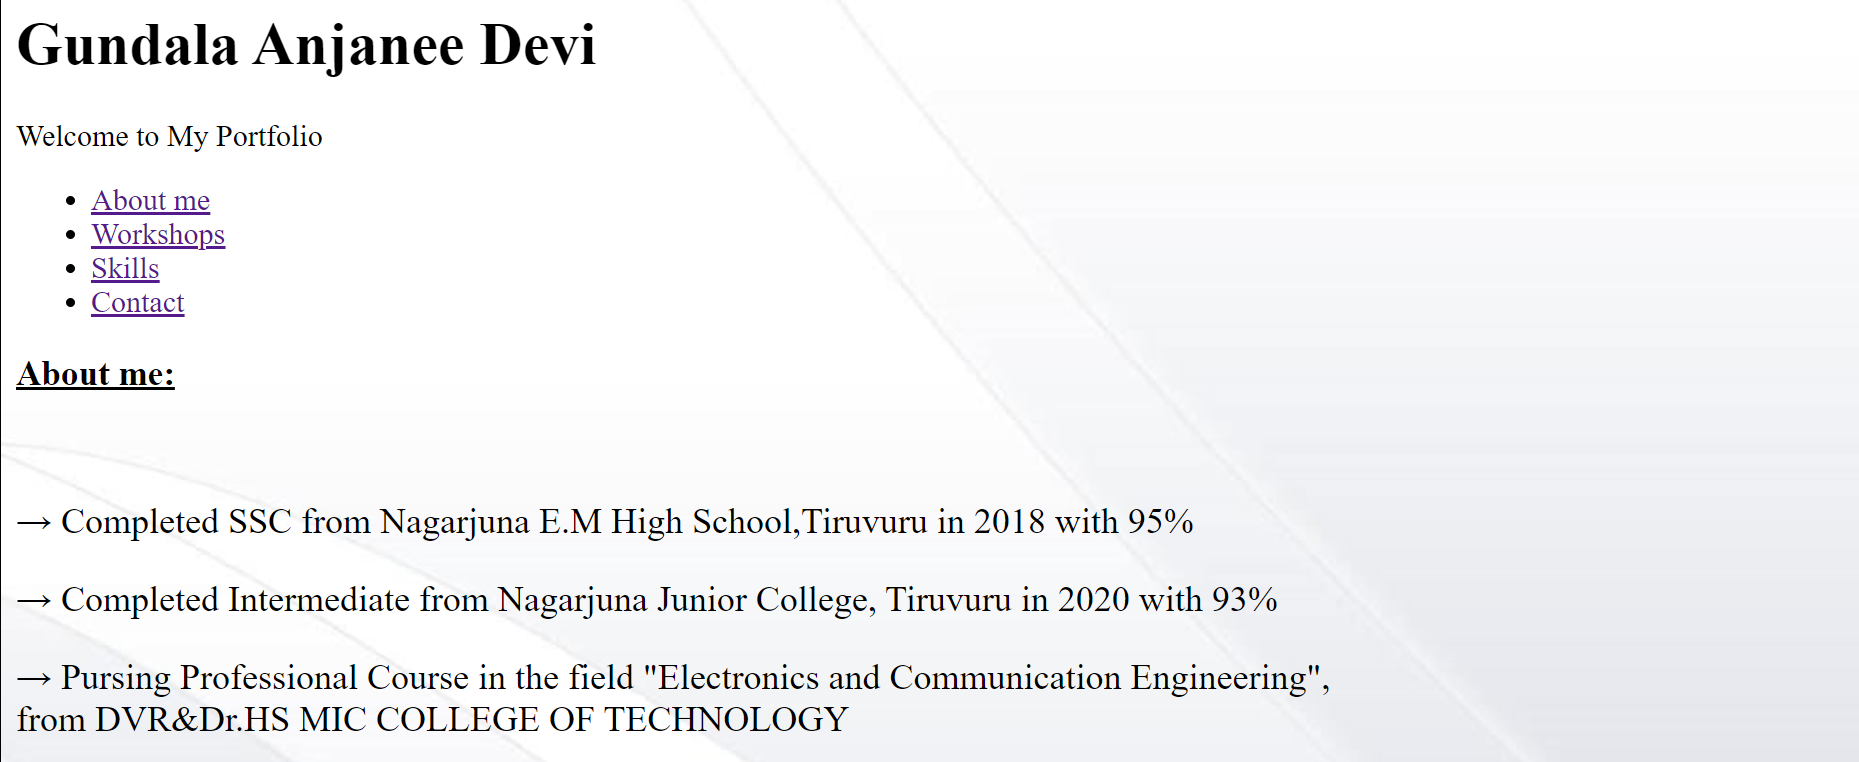 Gundala Anjanee Devi
Welcome to My Portfolio
About me
Workshops
Skills
Contact
About me:
→ Completed SSC from Nagarjuna E.M High School,Tiruvuru in 2018 with 95%
→ Completed Intermediate from Nagarjuna Junior College, Tiruvuru in 2020 with 93%
→ Pursing Professional Course in the field "Electronics and Communication Engineering",
from DVR&Dr.HS MIC COLLEGE OF TECHNOLOGY